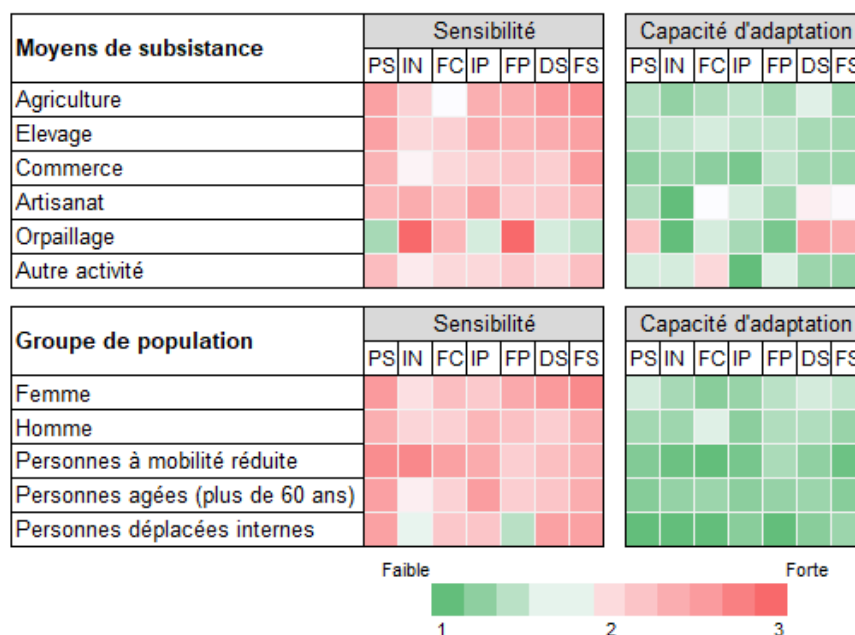 Moyens de subsistance Sensibilité Capacité d'adaptation
PS IN FC IP FP DS FS PS IN FC IP FP DS FS
Agriculture
Elevage
Commerce
Artisanat
Orpaillage
Autre activité
Groupe de population Sensibilité Capacité d'adaptation
PS IN FC IP FP DS FS PS IN FC IP FP DS FS
Femme
Homme
Personnes à mobilité réduite
Personnes agées (plus de 60 ans)
Personnes déplacées internes
Faible Forte
1 2 3